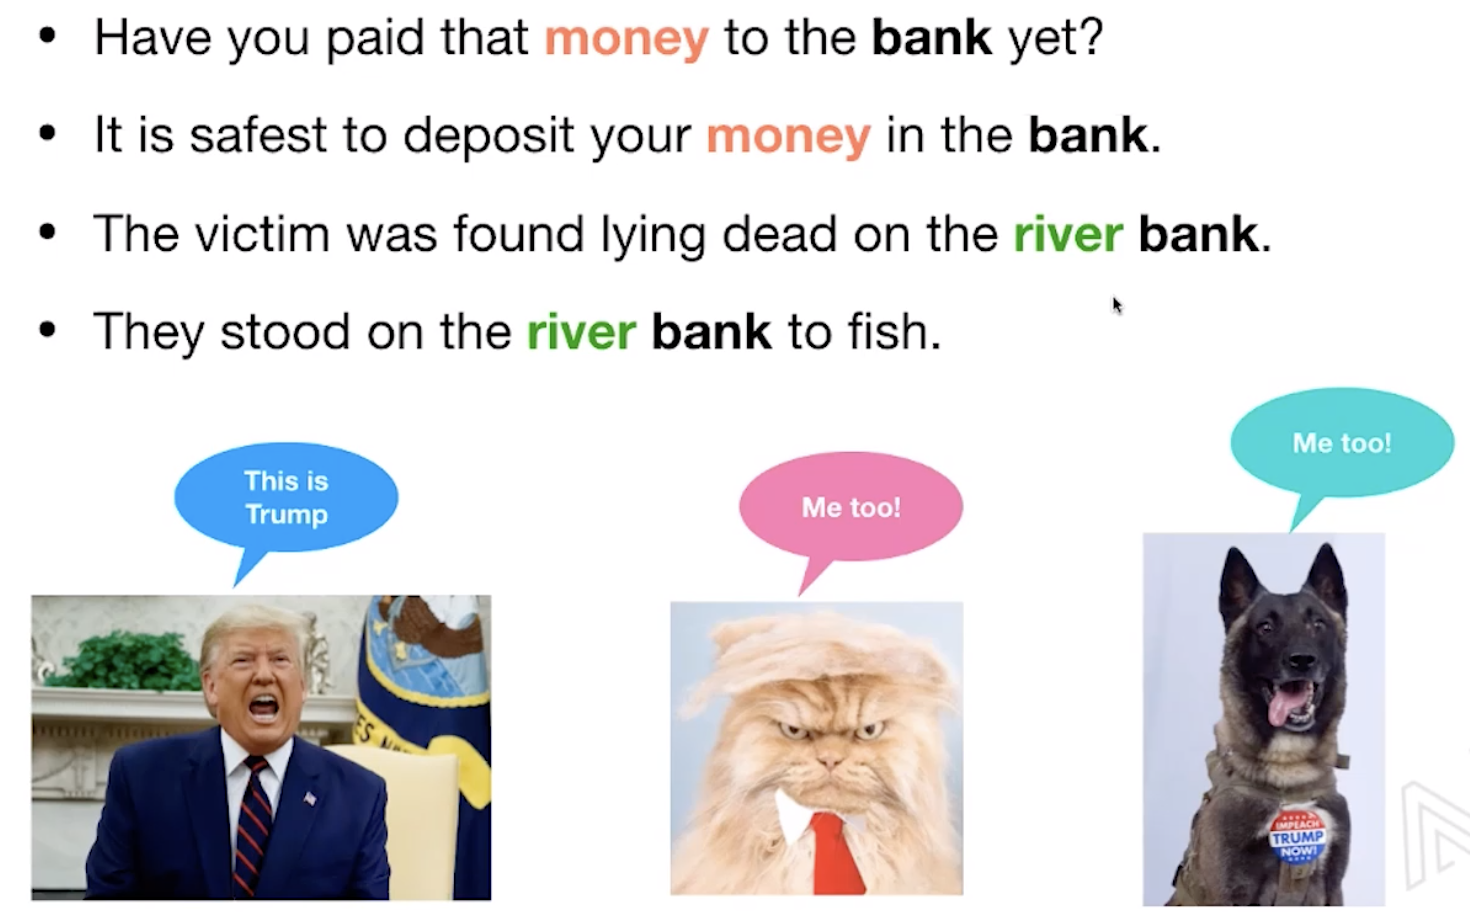 • Have you paid that money to the bank yet?
• It is safest to deposit your money in the bank.
• The victim was found lying dead on the river bank.
• They stood on the river bank to fish.
This is
Trump
Me too!
Me too!
ES NA
IMPEACH
TRUMP
NOW!